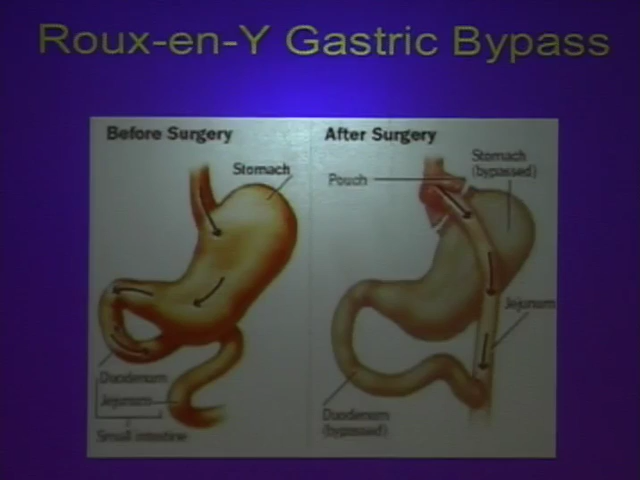 Roux-en-Y Gastric Bypass
Before Surgery
Stomach
Duodenum
Jejunum
Small intestine
After Surgery
Pouch
Stomach
(bypassed)
Jejunum
Duodenum
(bypassed)